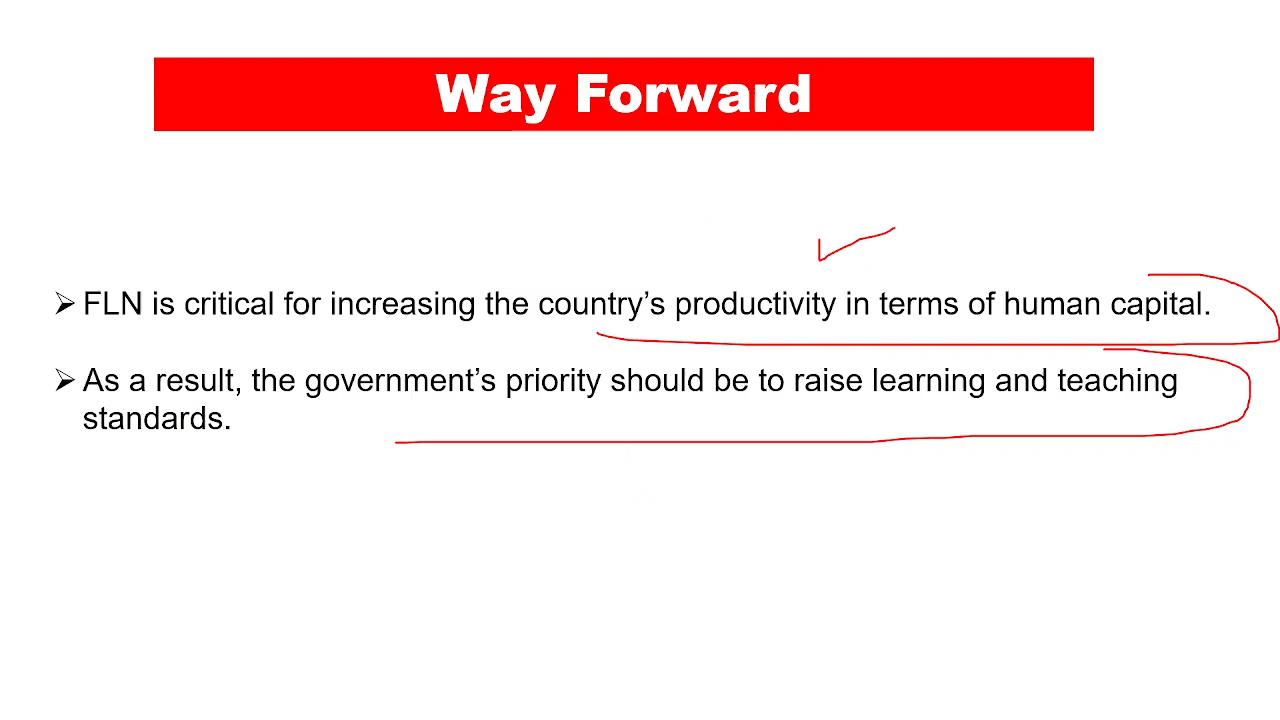 Way Forward
➢ FLN is critical for increasing the country’s productivity in terms of human capital.
➢ As a result, the government’s priority should be to raise learning and teaching
standards.